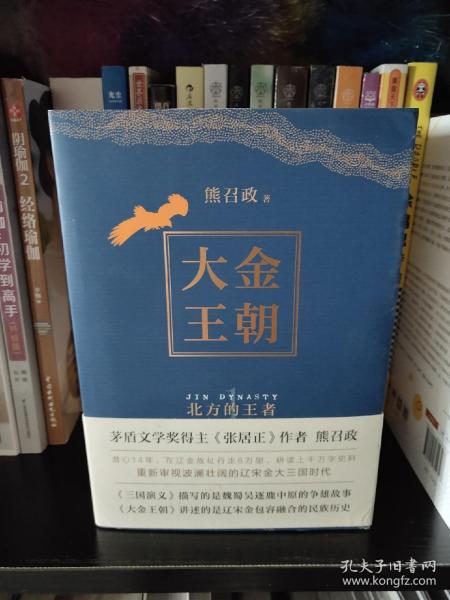 熊召政 著
大金
王朝
JIN DYNASTY
北方的王者
茅盾文学奖得主《张居正》作者 熊召政
潜心14年，在辽金故址行走6万里，研读上千万字史料
重新审视波澜壮阔的辽宋金大三国时代
《三国演义》描写的是魏蜀吴逐鹿中原的争雄故事
《大金王朝》讲述的是辽宋金包容融合的民族历史
阴瑜伽2
经络瑜伽
初学到高手
孔夫子旧书网
www.kongfz.com